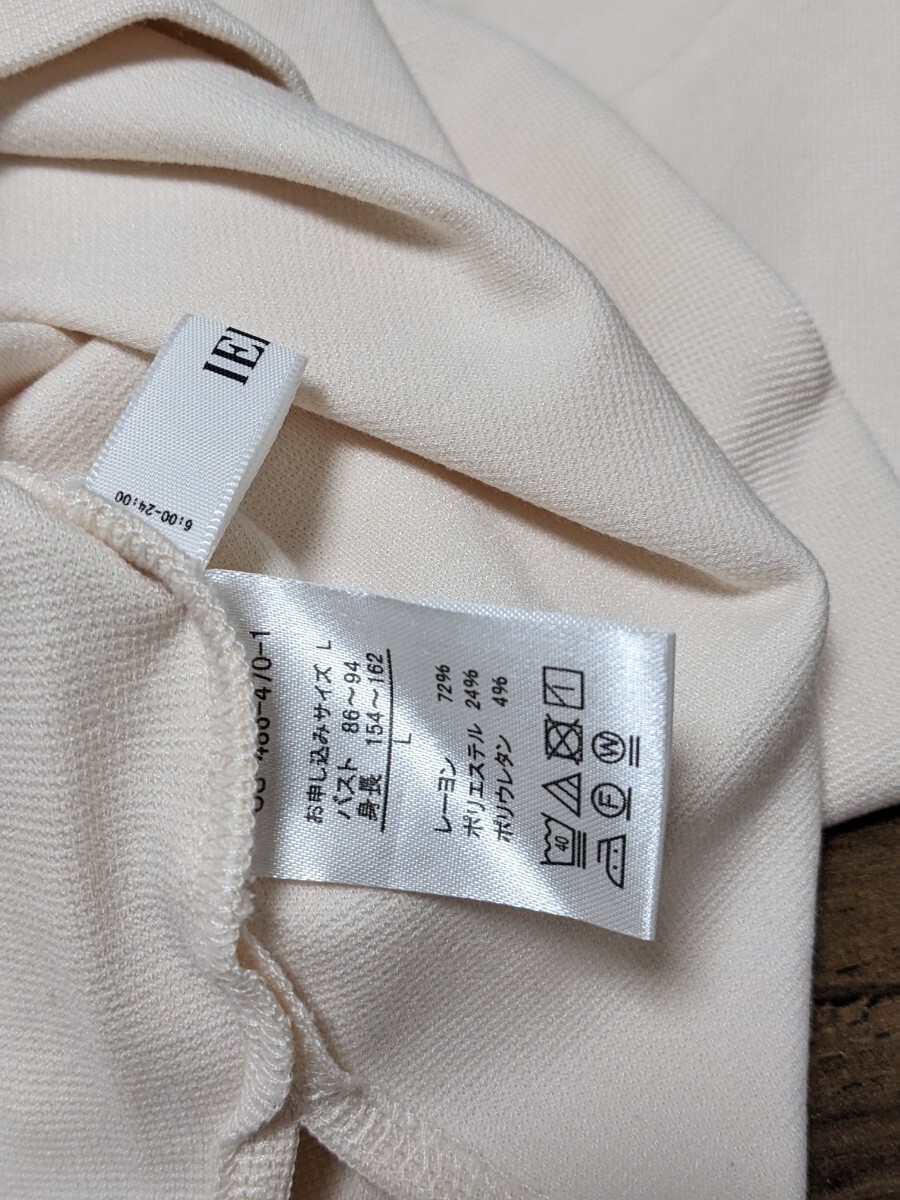 IE
6:00-24:00
お申し込みサイズ L
バスト 86〜94
身長 154〜162
L
レーヨン 72%
ポリエステル 24%
ポリウレタン 4%
40
F
W